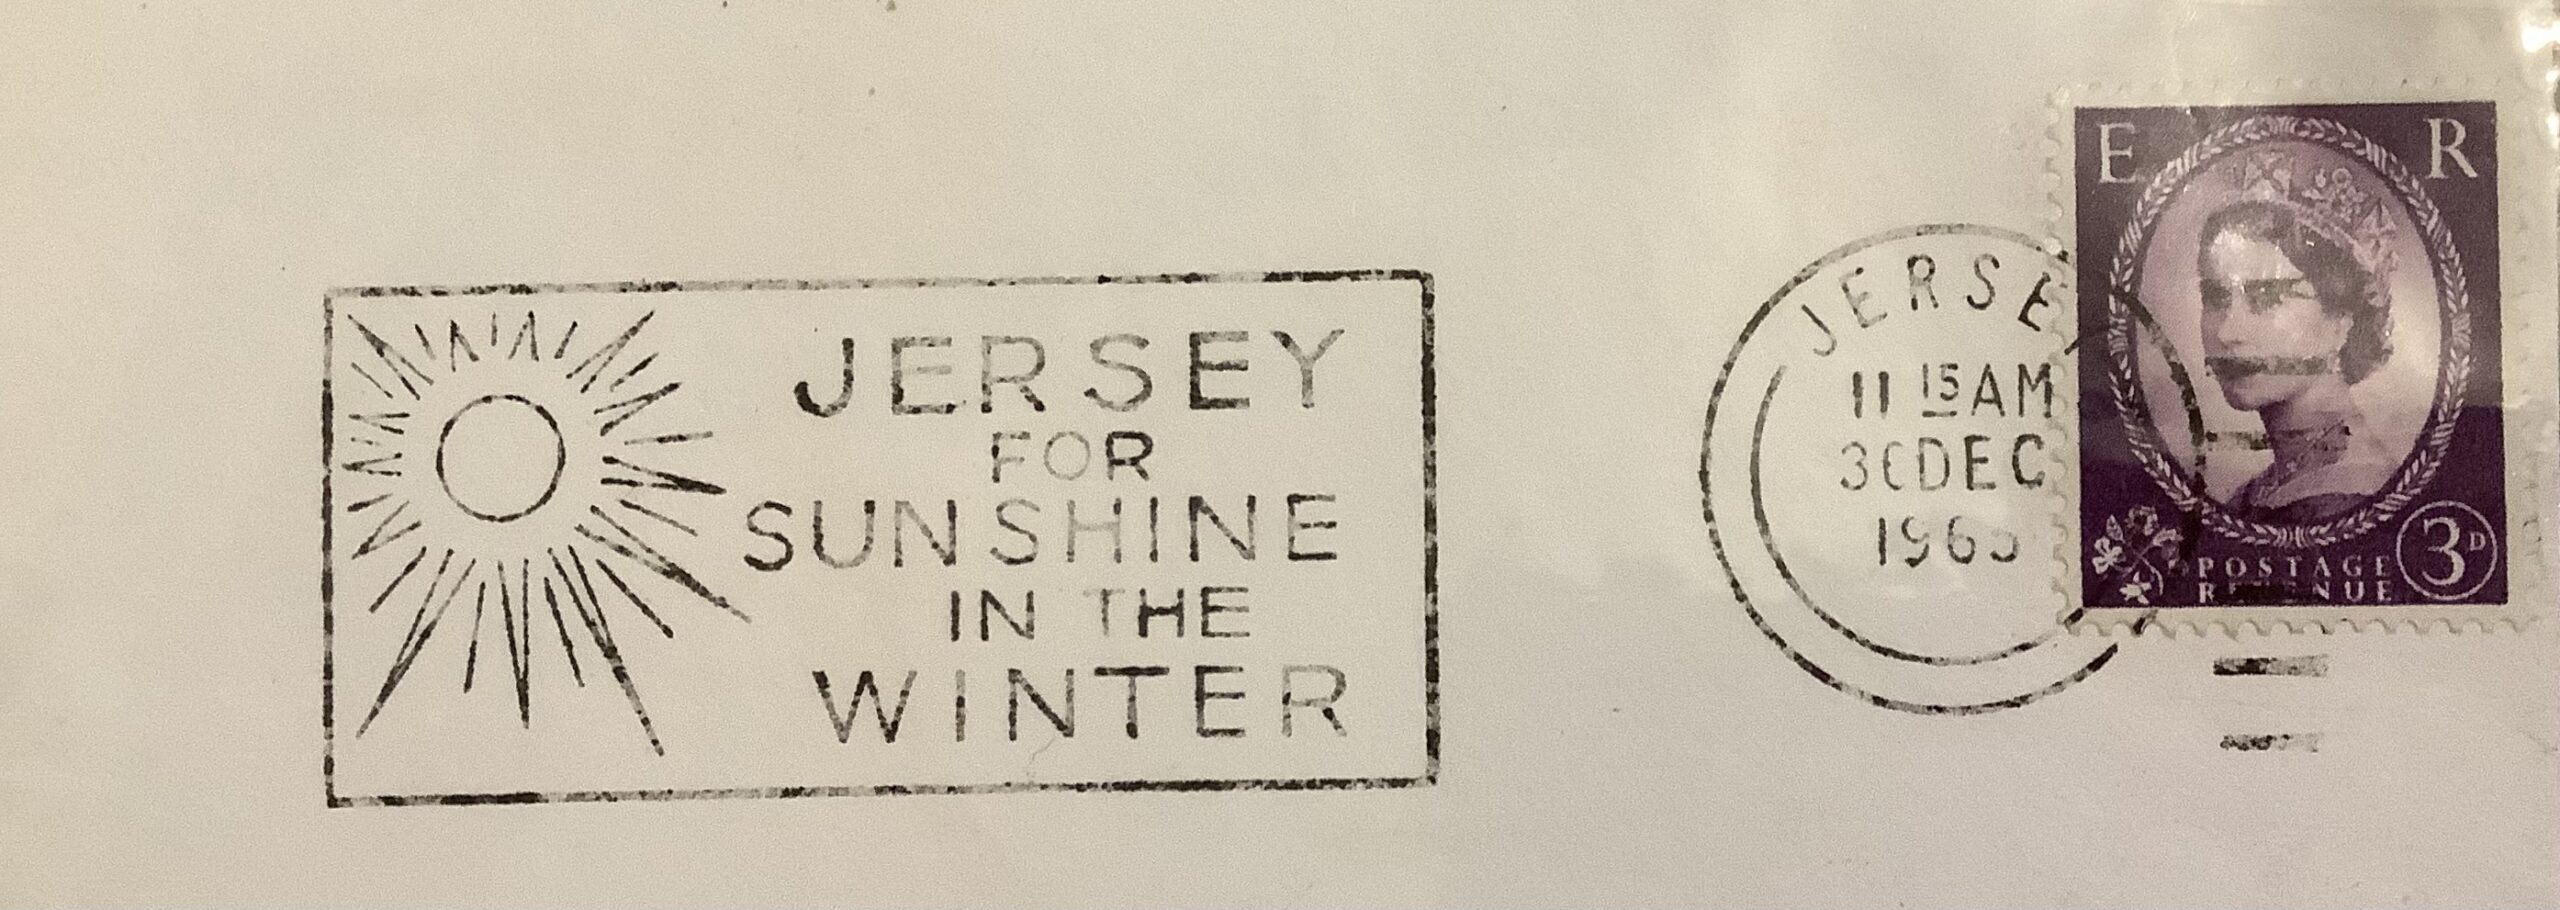 JERSEY
FOR
SUNSHINE
IN THE
WINTER
JERSEY
11 15 AM
30 DEC
E R
POSTAGE
REVENUE
3D